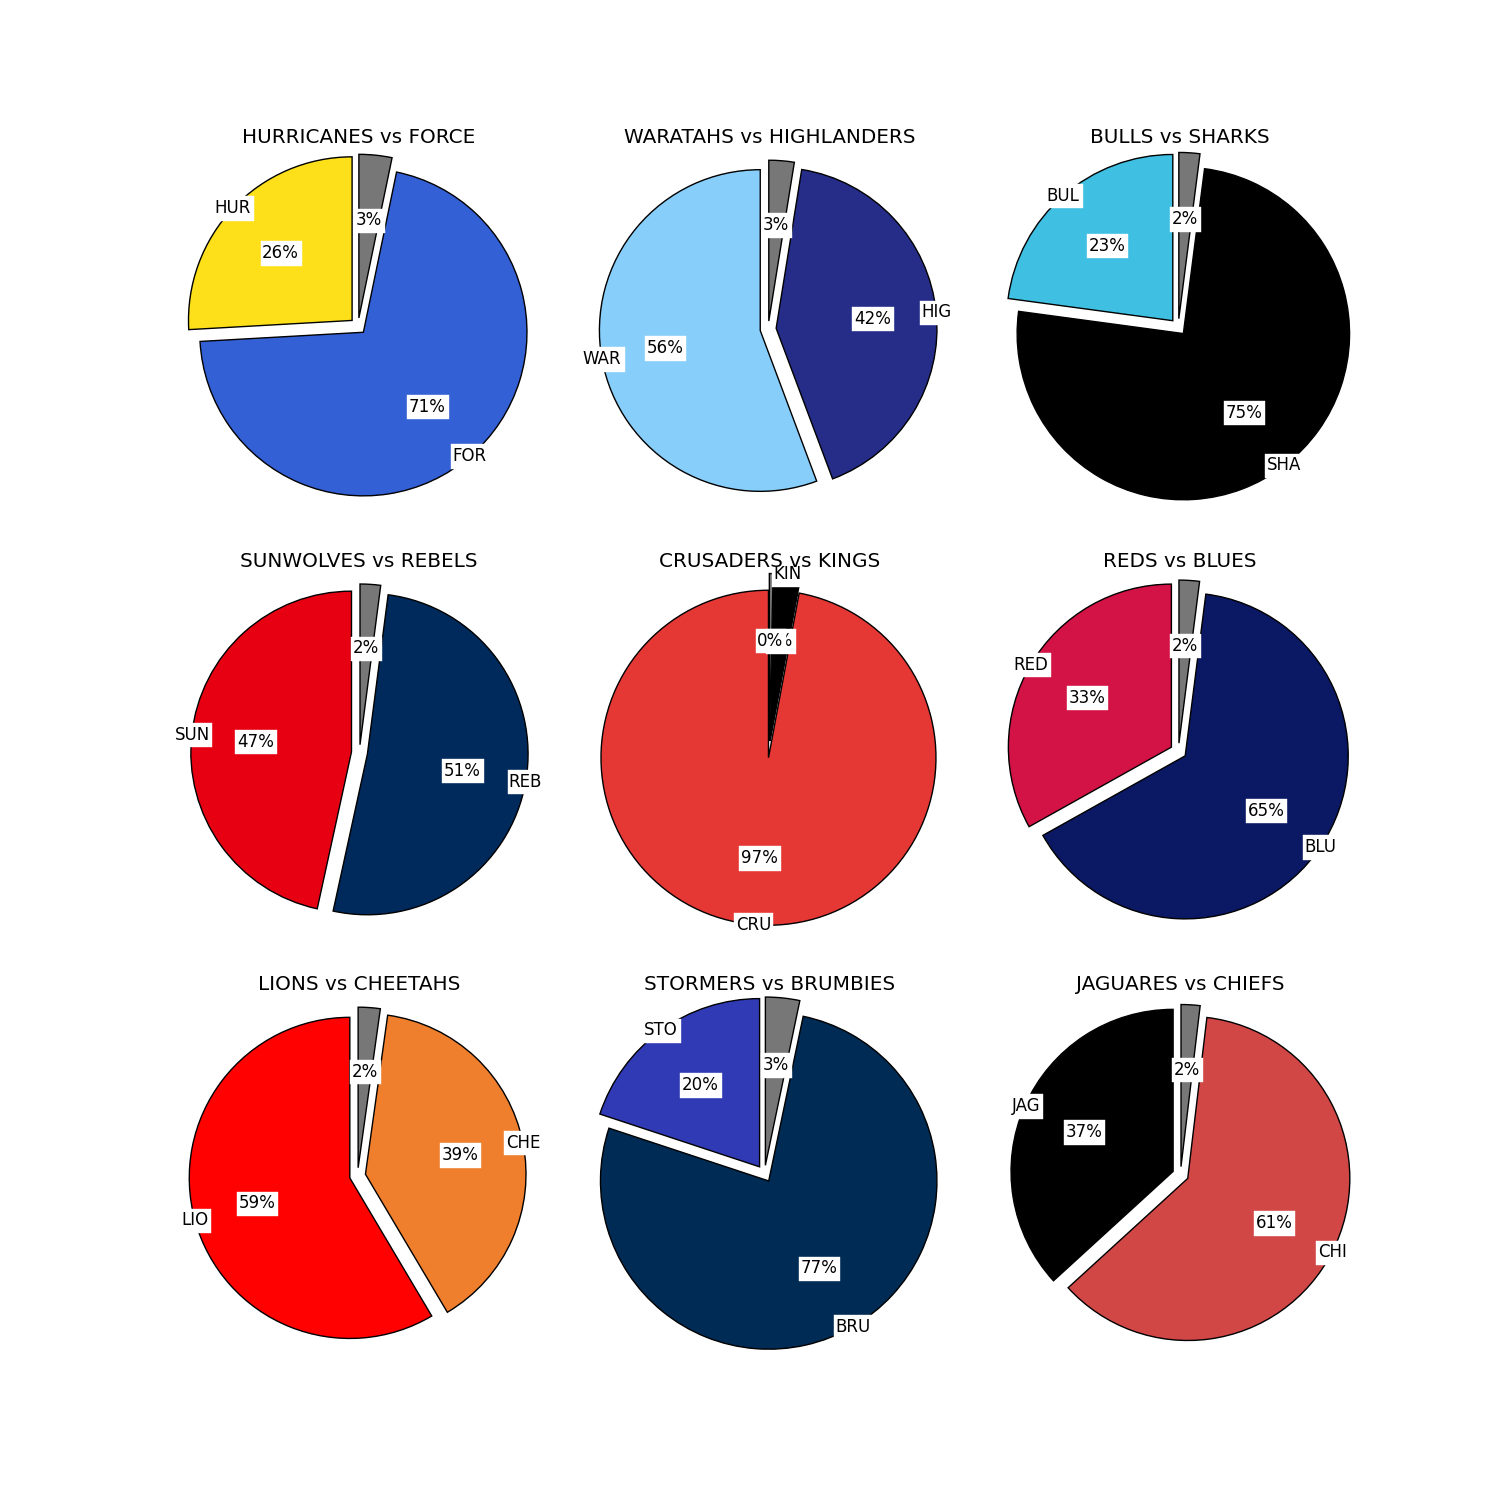 HURRICANES vs FORCE
HUR
3%
26%
71%
FOR
WARATAHS vs HIGHLANDERS
3%
HIG
42%
56%
WAR
BULLS vs SHARKS
BUL
2%
23%
75%
SHA
SUNWOLVES vs REBELS
2%
SUN
47%
51%
REB
CRUSADERS vs KINGS
KIN
0%
97%
CRU
REDS vs BLUES
2%
RED
33%
65%
BLU
LIONS vs CHEETAHS
2%
CHE
39%
59%
LIO
STORMERS vs BRUMBIES
STO
3%
20%
77%
BRU
JAGUARES vs CHIEFS
2%
JAG
37%
61%
CHI